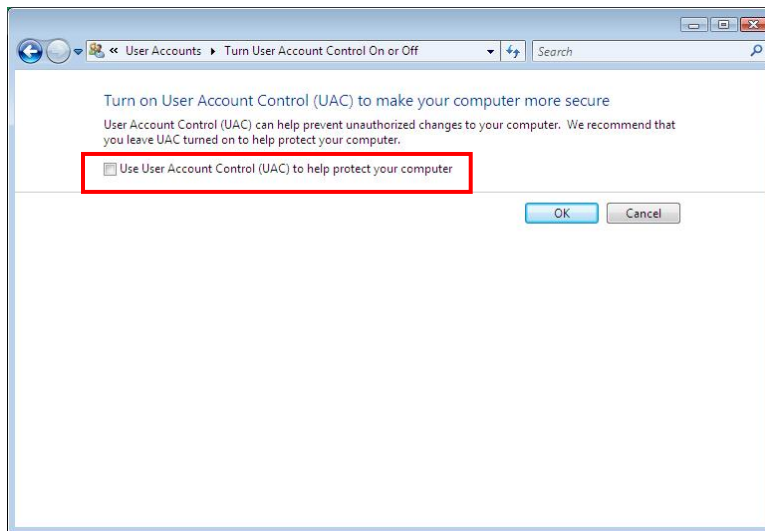 « User Accounts ▸ Turn User Account Control On or Off
Search
Turn on User Account Control (UAC) to make your computer more secure
User Account Control (UAC) can help prevent unauthorized changes to your computer. We recommend that
you leave UAC turned on to help protect your computer.
Use User Account Control (UAC) to help protect your computer
OK
Cancel